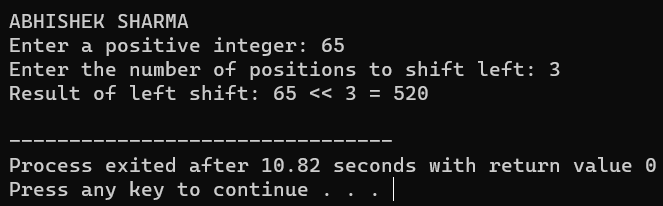 ABHISHEK SHARMA
Enter a positive integer: 65
Enter the number of positions to shift left: 3
Result of left shift: 65 << 3 = 520
--------------------------------
Process exited after 10.82 seconds with return value 0
Press any key to continue . . .